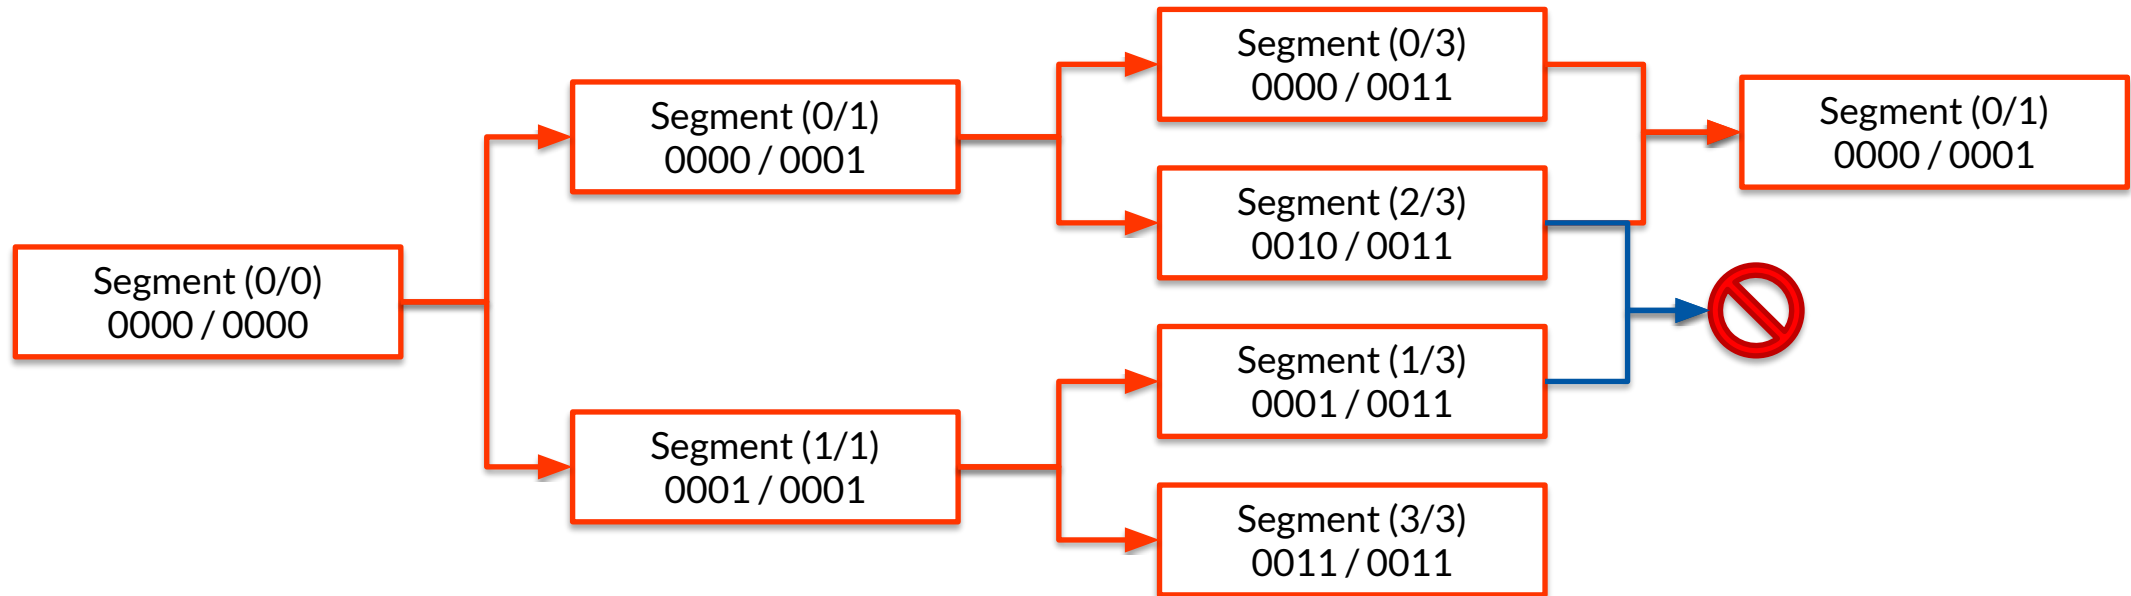 Segment (0/0)
0000 / 0000
Segment (0/1)
0000 / 0001
Segment (1/1)
0001 / 0001
Segment (0/3)
0000 / 0011
Segment (2/3)
0010 / 0011
Segment (1/3)
0001 / 0011
Segment (3/3)
0011 / 0011
Segment (0/1)
0000 / 0001